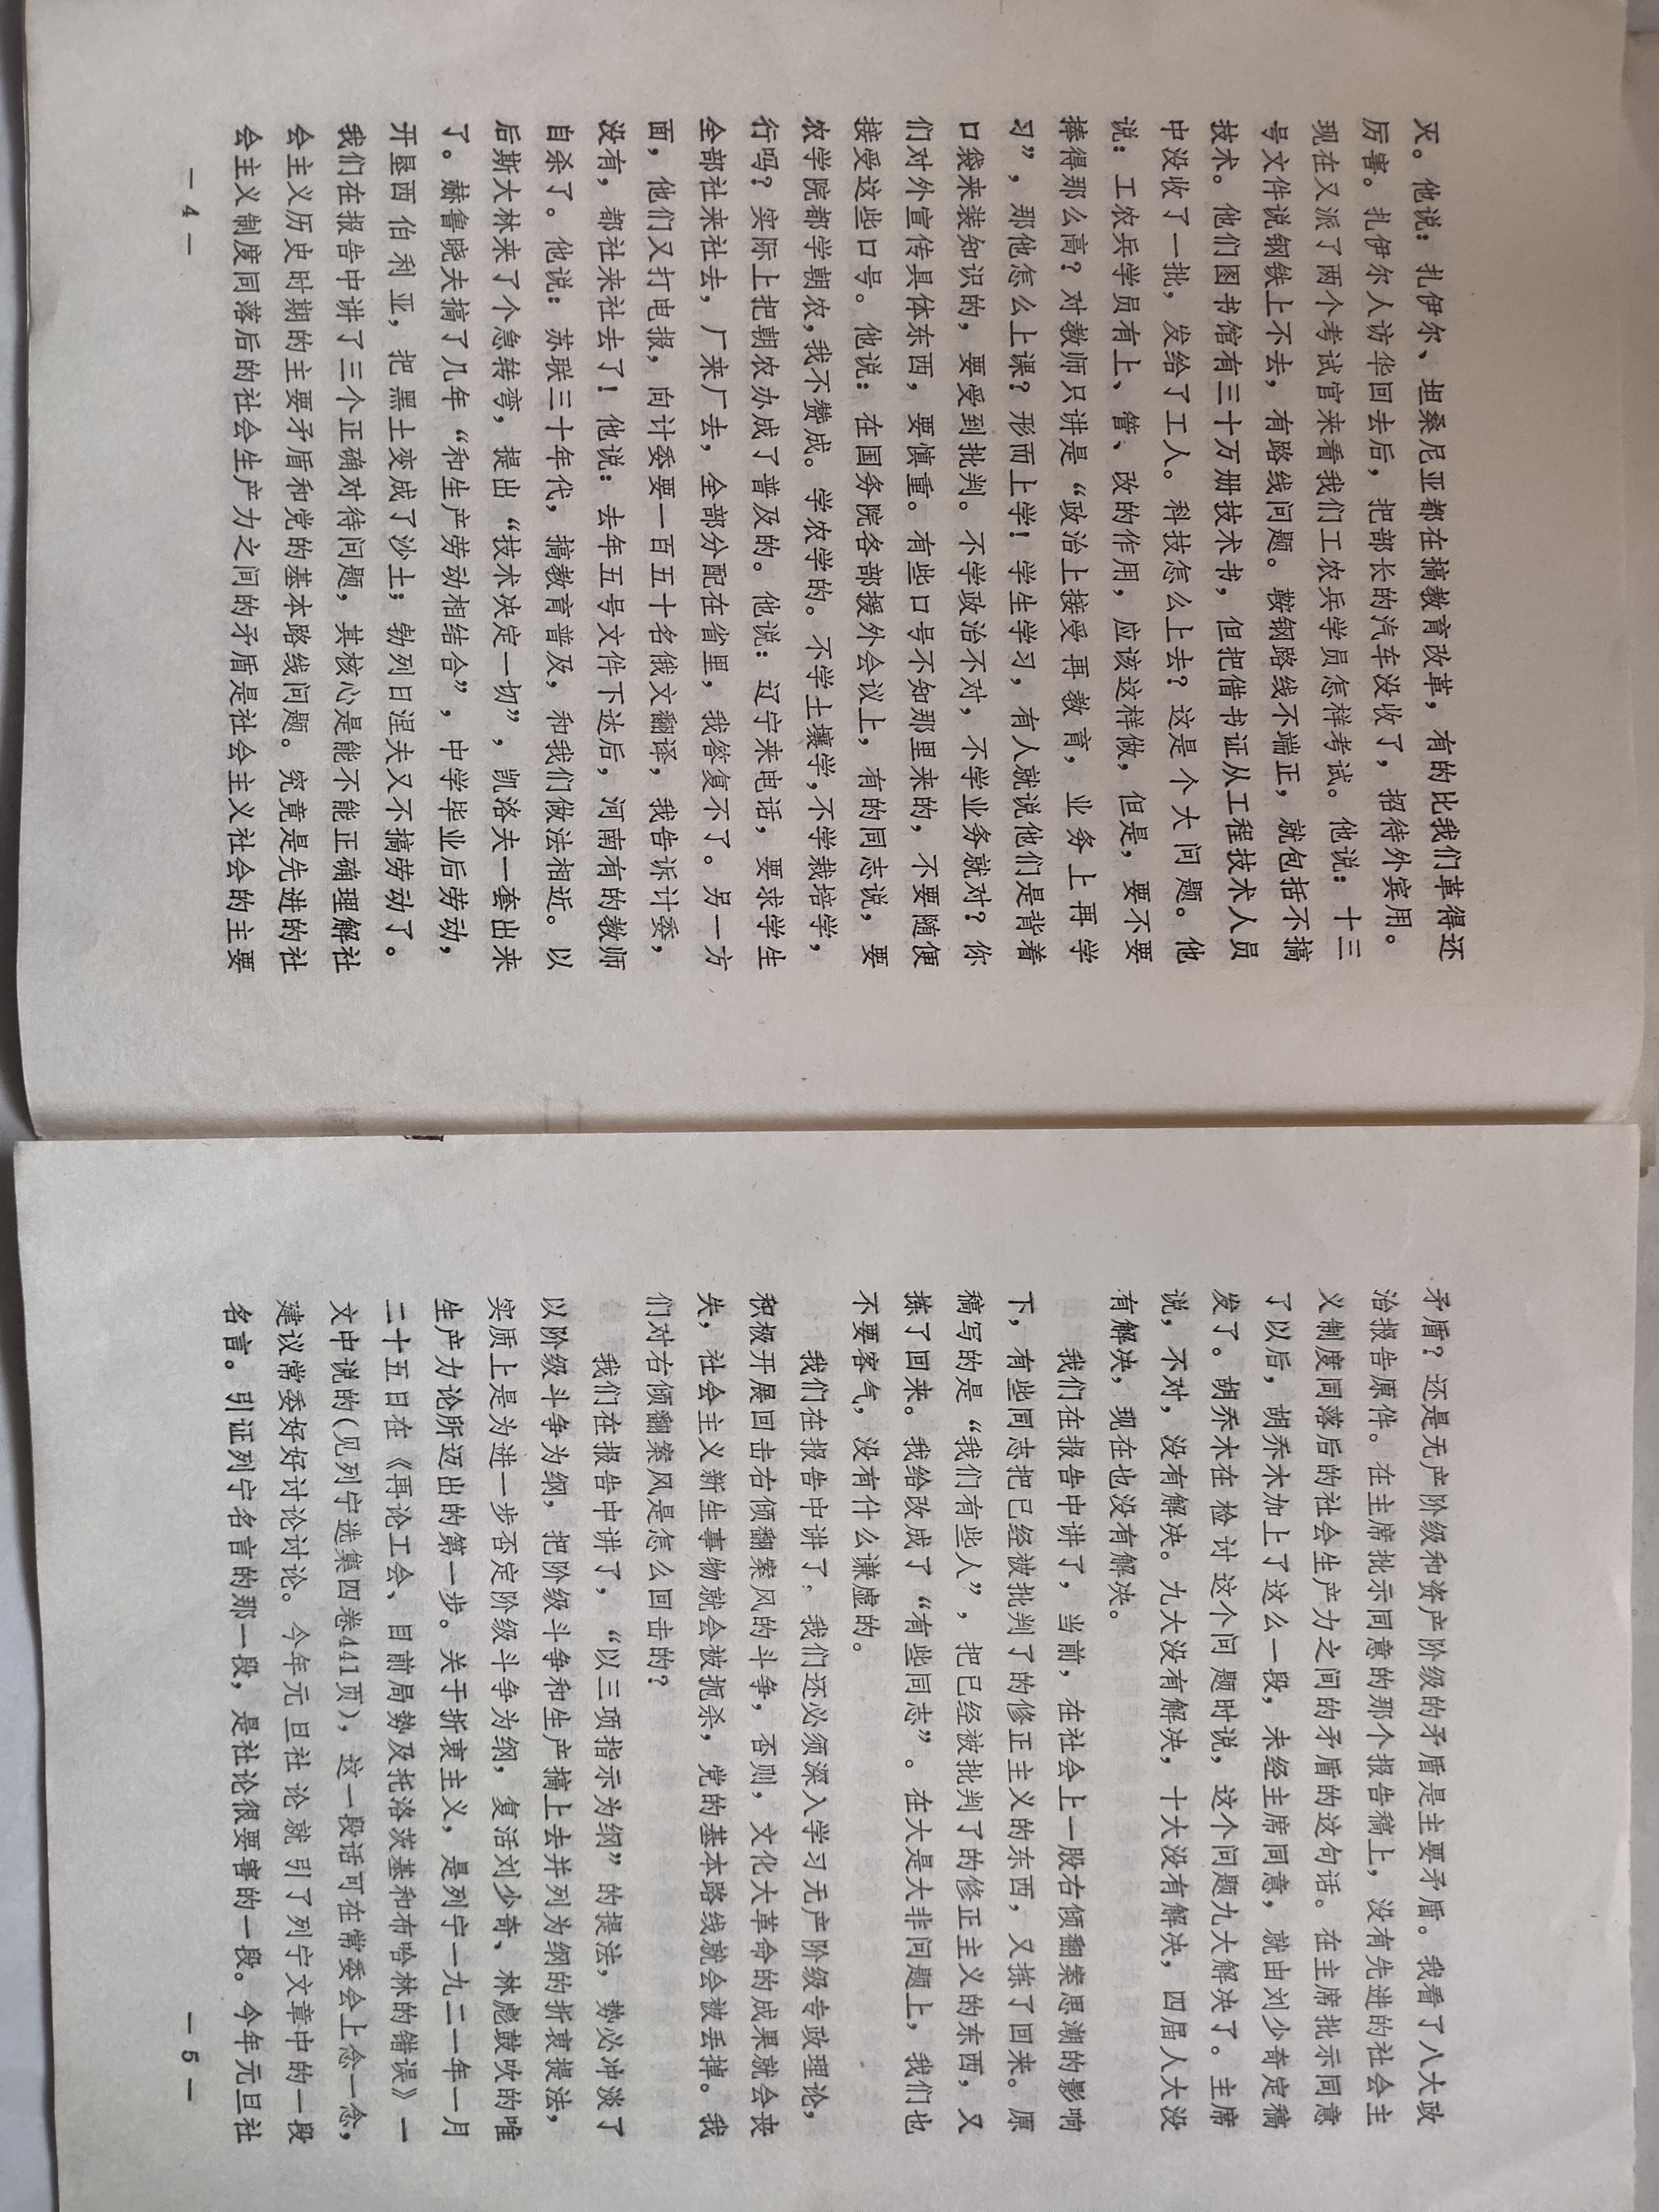 灭。他说：扎伊尔、坦桑尼亚都在搞教育改革，有的比我们革得还
厉害。扎伊尔人访华回去后，把部长的汽车没收了，招待外宾用。
现在又派了两个考试官来看我们工农兵学员怎样考试。他说：十三
号文件说钢铁上不去，有路线问题。鞍钢路线不端正，就包括不搞
技术。他们图书馆有三十万册技术书，但把借书证从工程技术人员
中没收了一批，发给了工人。科技怎么上去？这是个大问题。他
说：工农兵学员有上、管、改的作用，应该这样做，但是，要不要
捧得那么高？对教师只讲是“政治上接受再教育，业务上再学
习”，那他怎么上课？形而上学！学生学习，有人就说他们是背着
口袋来装知识的，要受到批判。不学政治不对，不学业务就对？你
们对外宣传具体东西，要慎重。有些口号不知那里来的，不要随便
接受这些口号。他说：在国务院各部援外会议上，有的同志说，要
农学院都学朝农，我不赞成。学农学的。不学土壤学，不学栽培学，
行吗？实际上把朝农办成了普及的。他说：辽宁来电话，要求学生
全部社来社去，厂来厂去，全部分配在省里，我答复不了。另一方
面，他们又打电报，向计委要一百五十名俄文翻译，我告诉计委，
没有，都社来社去了！他说：去年五号文件下达后，河南有的教师
自杀了。他说：苏联三十年代，搞教育普及，和我们做法相近。以
后斯大林来了个急转弯，提出“技术决定一切”，凯洛夫一套出来
了。赫鲁晓夫搞了几年“和生产劳动相结合”，中学毕业后劳动，
开垦西伯利亚，把黑土变成了沙土；勃列日涅夫又不搞劳动了。
我们在报告中讲了三个正确对待问题，其核心是能不能正确理解社
会主义历史时期的主要矛盾和党的基本路线问题。究竟是先进的社
会主义制度同落后的社会生产力之间的矛盾是社会主义社会的主要
— 4 —
矛盾？还是无产阶级和资产阶级的矛盾是主要矛盾。我看了八大政
治报告原件。在主席批示同意的那个报告稿上，没有先进的社会主
义制度同落后的社会生产力之间的矛盾的这句话。在主席批示同意
了以后，胡乔木加上了这么一段，未经主席同意，就由刘少奇定稿
发了。胡乔木在检讨这个问题时说，这个问题九大解决了。主席
说，不对，没有解决。九大没有解决，十大没有解决，四届人大没
有解决，现在也没有解决。
我们在报告中讲了，当前，在社会上一股右倾翻案思潮的影响
下，有些同志把已经被批判了的修正主义的东西，又拣了回来。原
稿写的是“我们有些人”，把已经被批判了的修正主义的东西，又
拣了回来。我给改成了“有些同志”。在大是大非问题上，我们也
不要客气，没有什么谦虚的。
我们在报告中讲了，我们还必须深入学习无产阶级专政理论，
积极开展回击右倾翻案风的斗争，否则，文化大革命的成果就会丧
失，社会主义新生事物就会被扼杀，党的基本路线就会被丢掉。我
们对右倾翻案风是怎么回击的？
我们在报告中讲了，“以三项指示为纲”的提法，势必冲淡了
以阶级斗争为纲，把阶级斗争和生产搞上去并列为纲的折衷提法，
实质上是为进一步否定阶级斗争为纲，复活刘少奇、林彪鼓吹的唯
生产力论所迈出的第一步。关于折衷主义，是列宁一九二一年一月
二十五日在《再论工会、目前局势及托洛茨基和布哈林的错误》一
文中说的（见列宁选集四卷441页），这一段话可在常委会上念一念，
建议常委好好讨论讨论。今年元旦社论就引了列宁文章中的一段
名言。引证列宁名言的那一段，是社论很要害的一段。今年元旦社
— 5 —